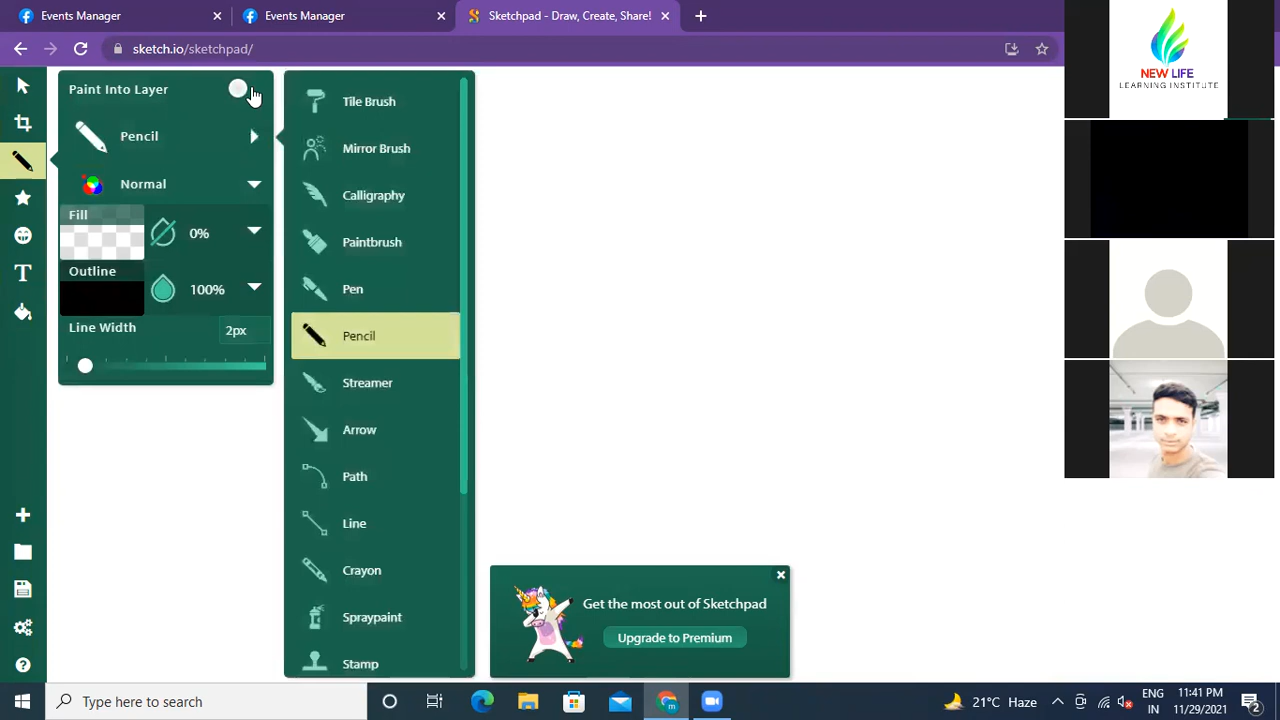 Events Manager
Events Manager
Sketchpad - Draw, Create, Share!
sketch.io/sketchpad/
Paint Into Layer
Pencil
Normal
Fill
0%
Outline
100%
Line Width
2px
Tile Brush
Mirror Brush
Calligraphy
Paintbrush
Pen
Pencil
Streamer
Arrow
Path
Line
Crayon
Spraypaint
Stamp
Get the most out of Sketchpad
Upgrade to Premium
NEW LIFE
LEARNING INSTITUTE
Type here to search
21°C Haze
ENG
IN
11:41 PM
11/29/2021
2